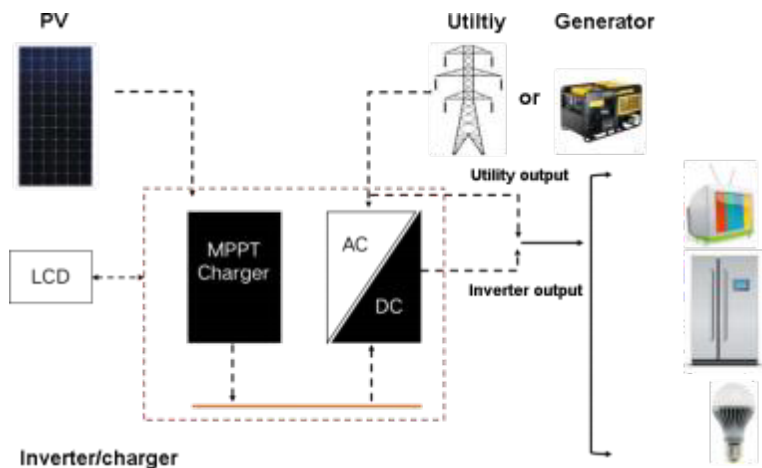 PV
Utiltiy
Generator
or
Utility output
MPPT
Charger
AC
DC
LCD
Inverter output
Inverter/charger